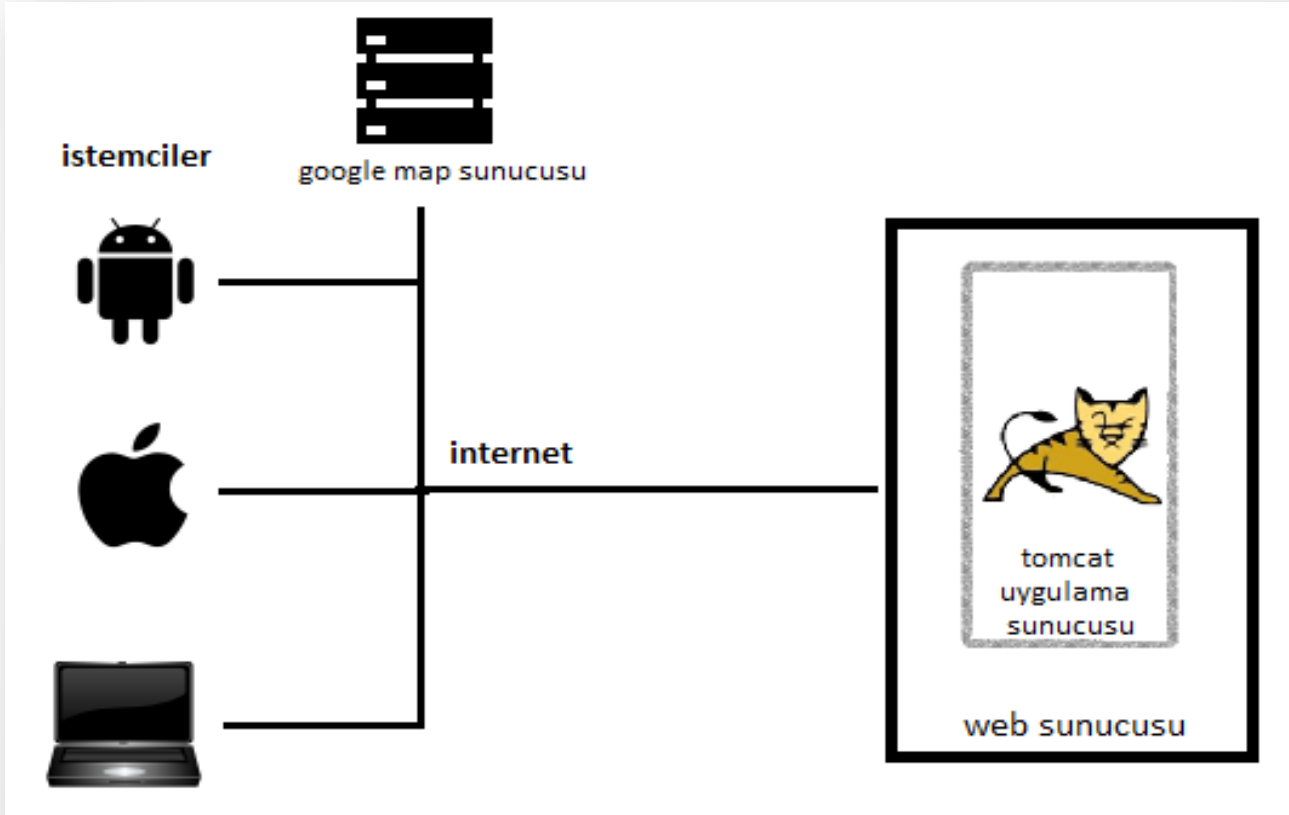 google map sunucusu
istemciler
internet
tomcat
uygulama
sunucusu
web sunucusu